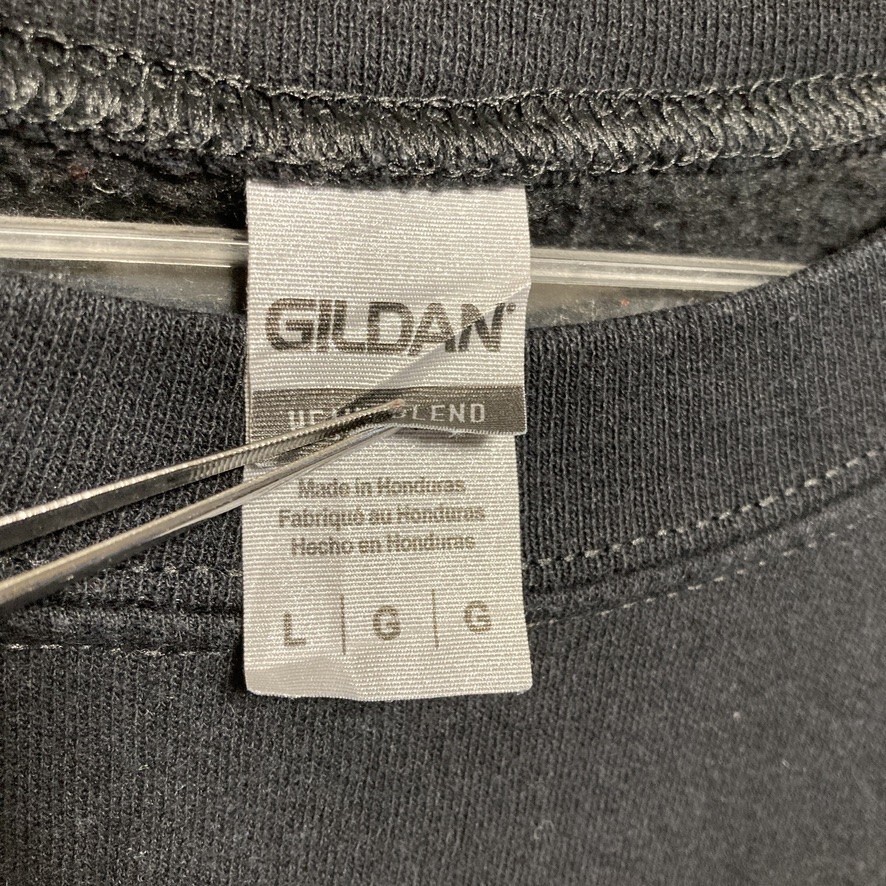 GILDAN
BLEND
Made in Honduras
Fabriqué au Honduras
Hecho en Honduras
L | G | G